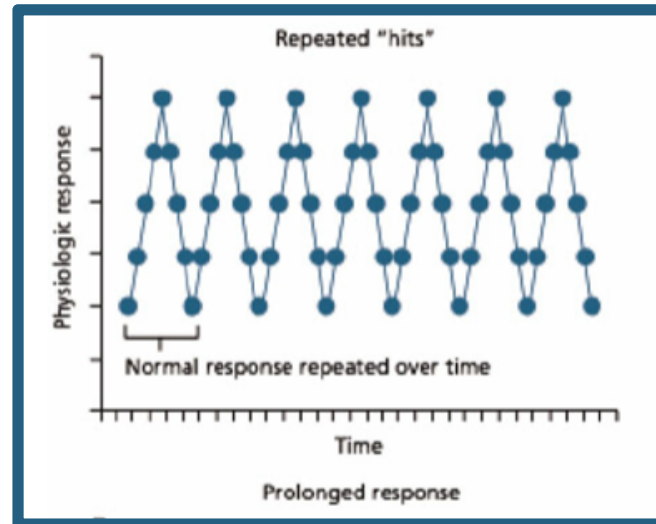 Repeated "hits"
Physiologic response
Normal response repeated over time
Time
Prolonged response